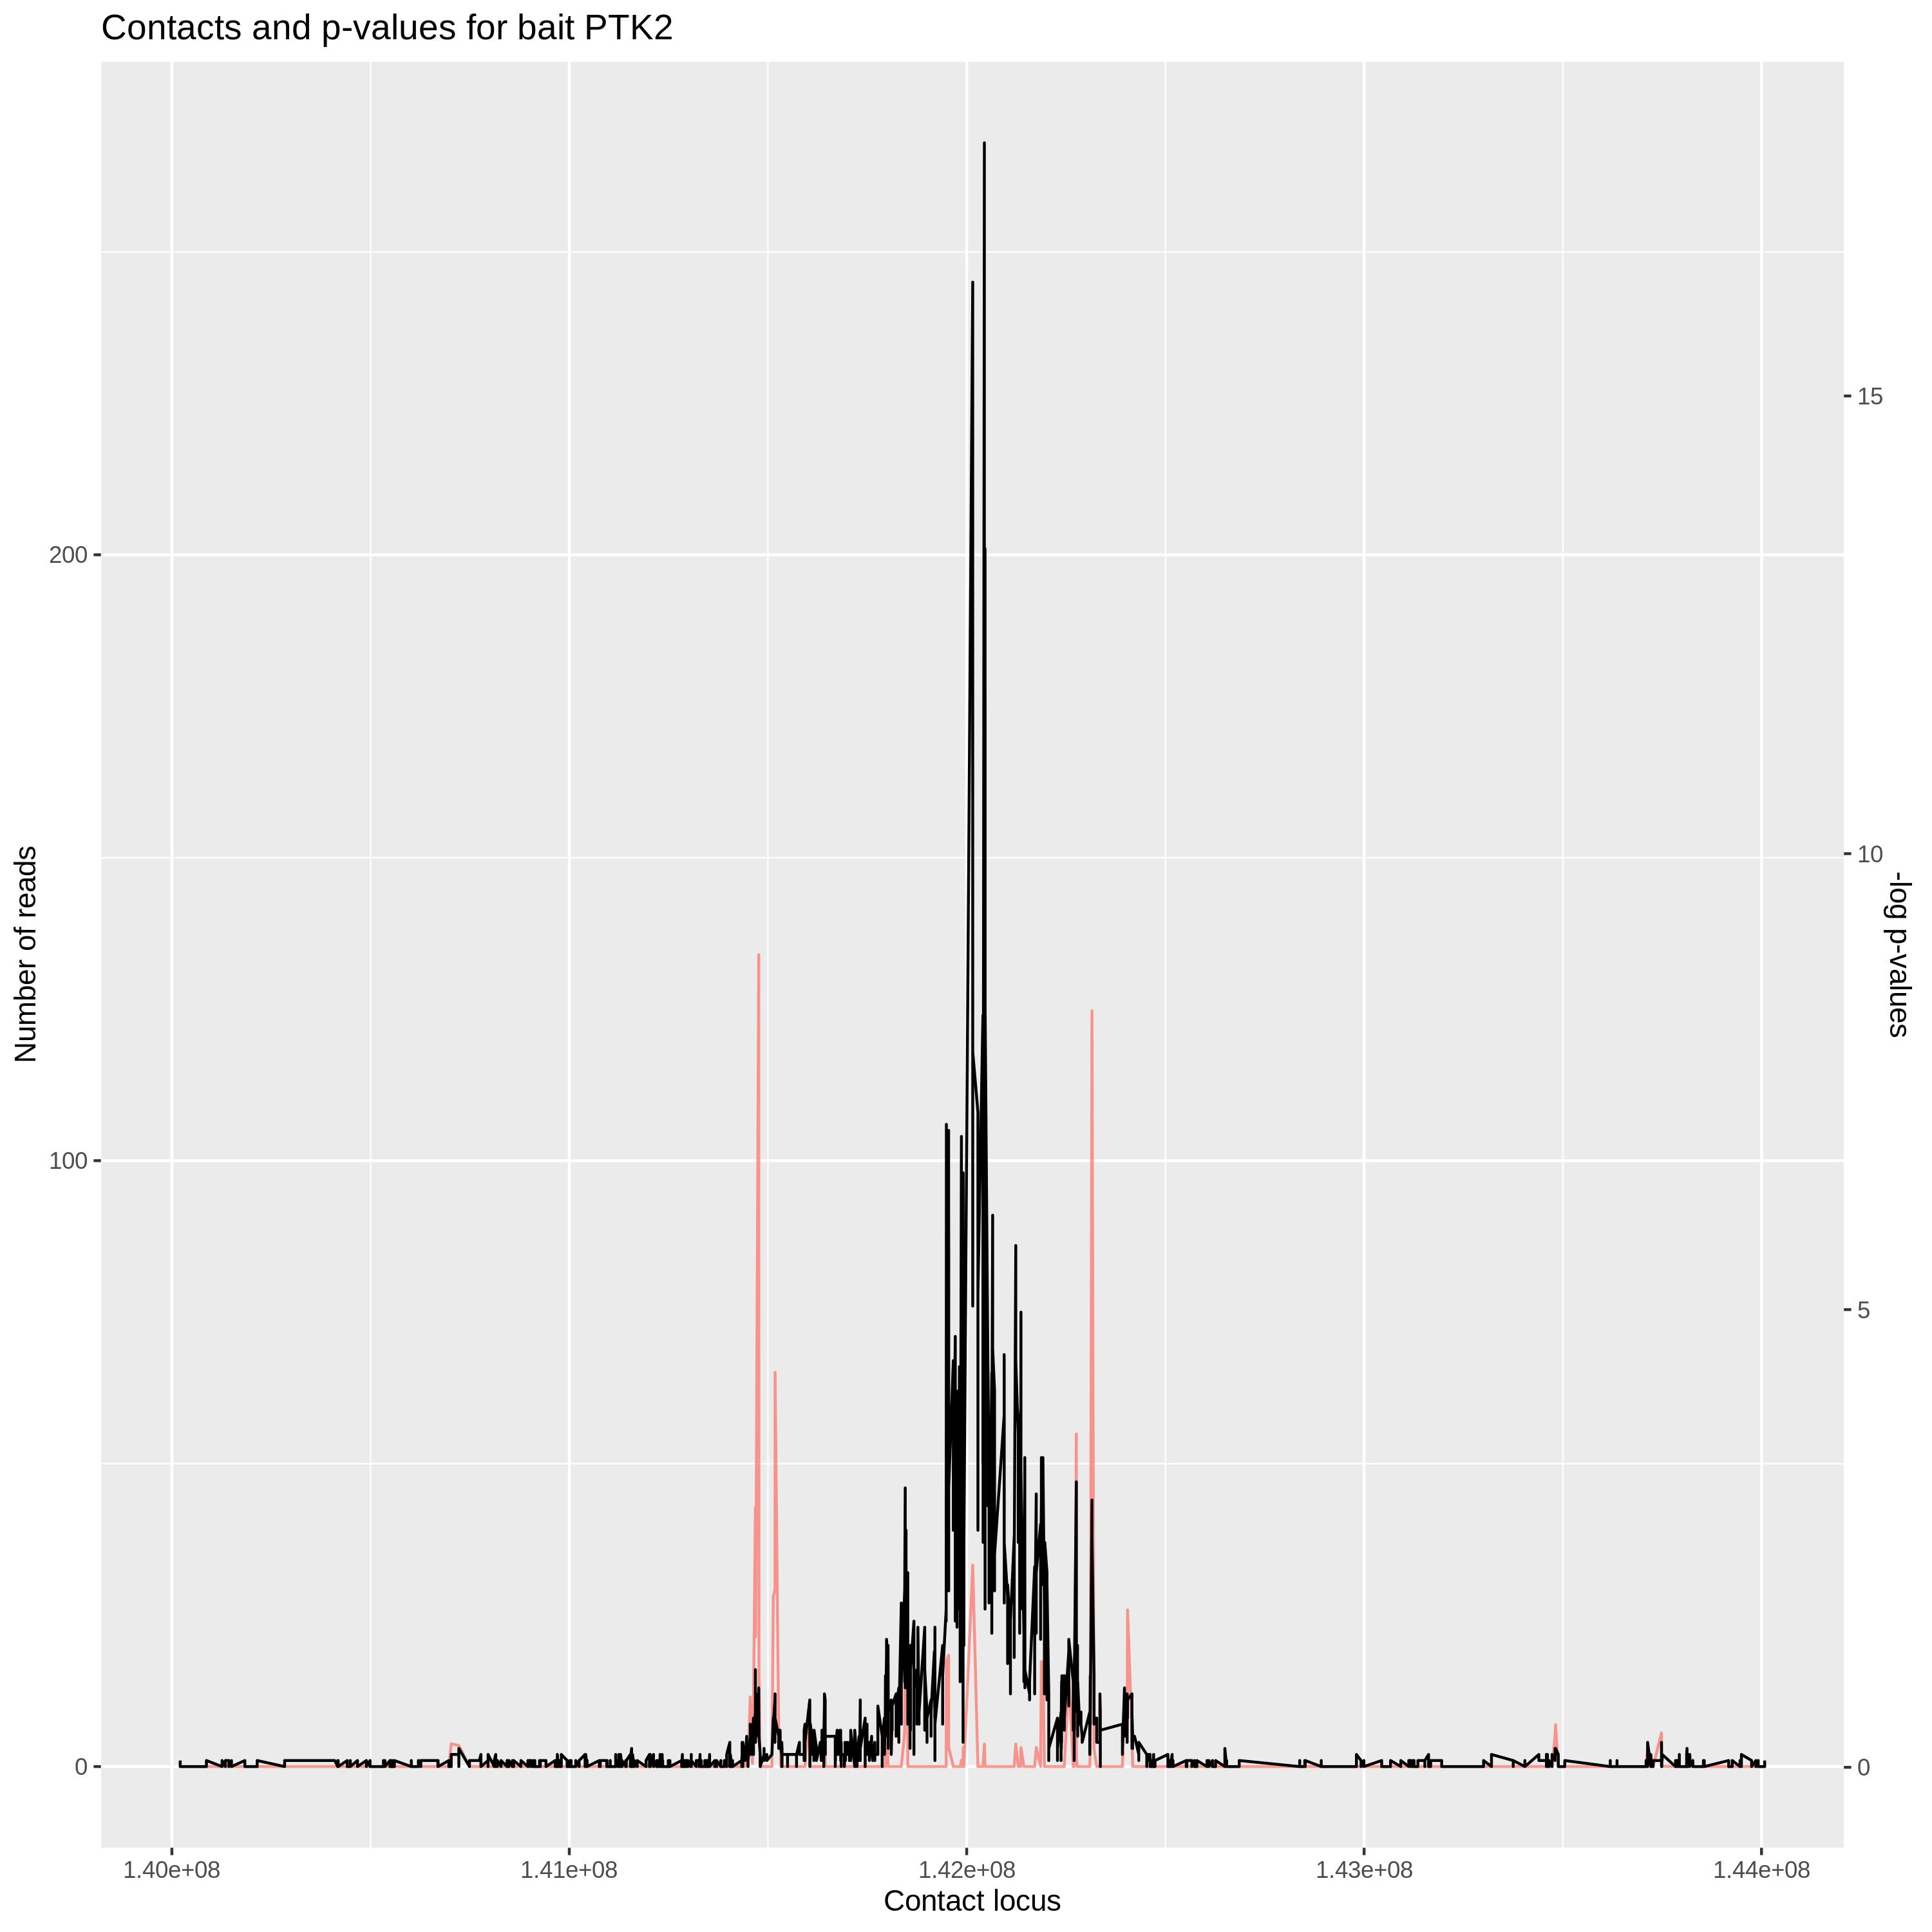 Contacts and p-values for bait PTK2
Number of reads
200
100
0
15
10
5
0
-log p-values
1.40e+08
1.41e+08
1.42e+08
1.43e+08
1.44e+08
Contact locus